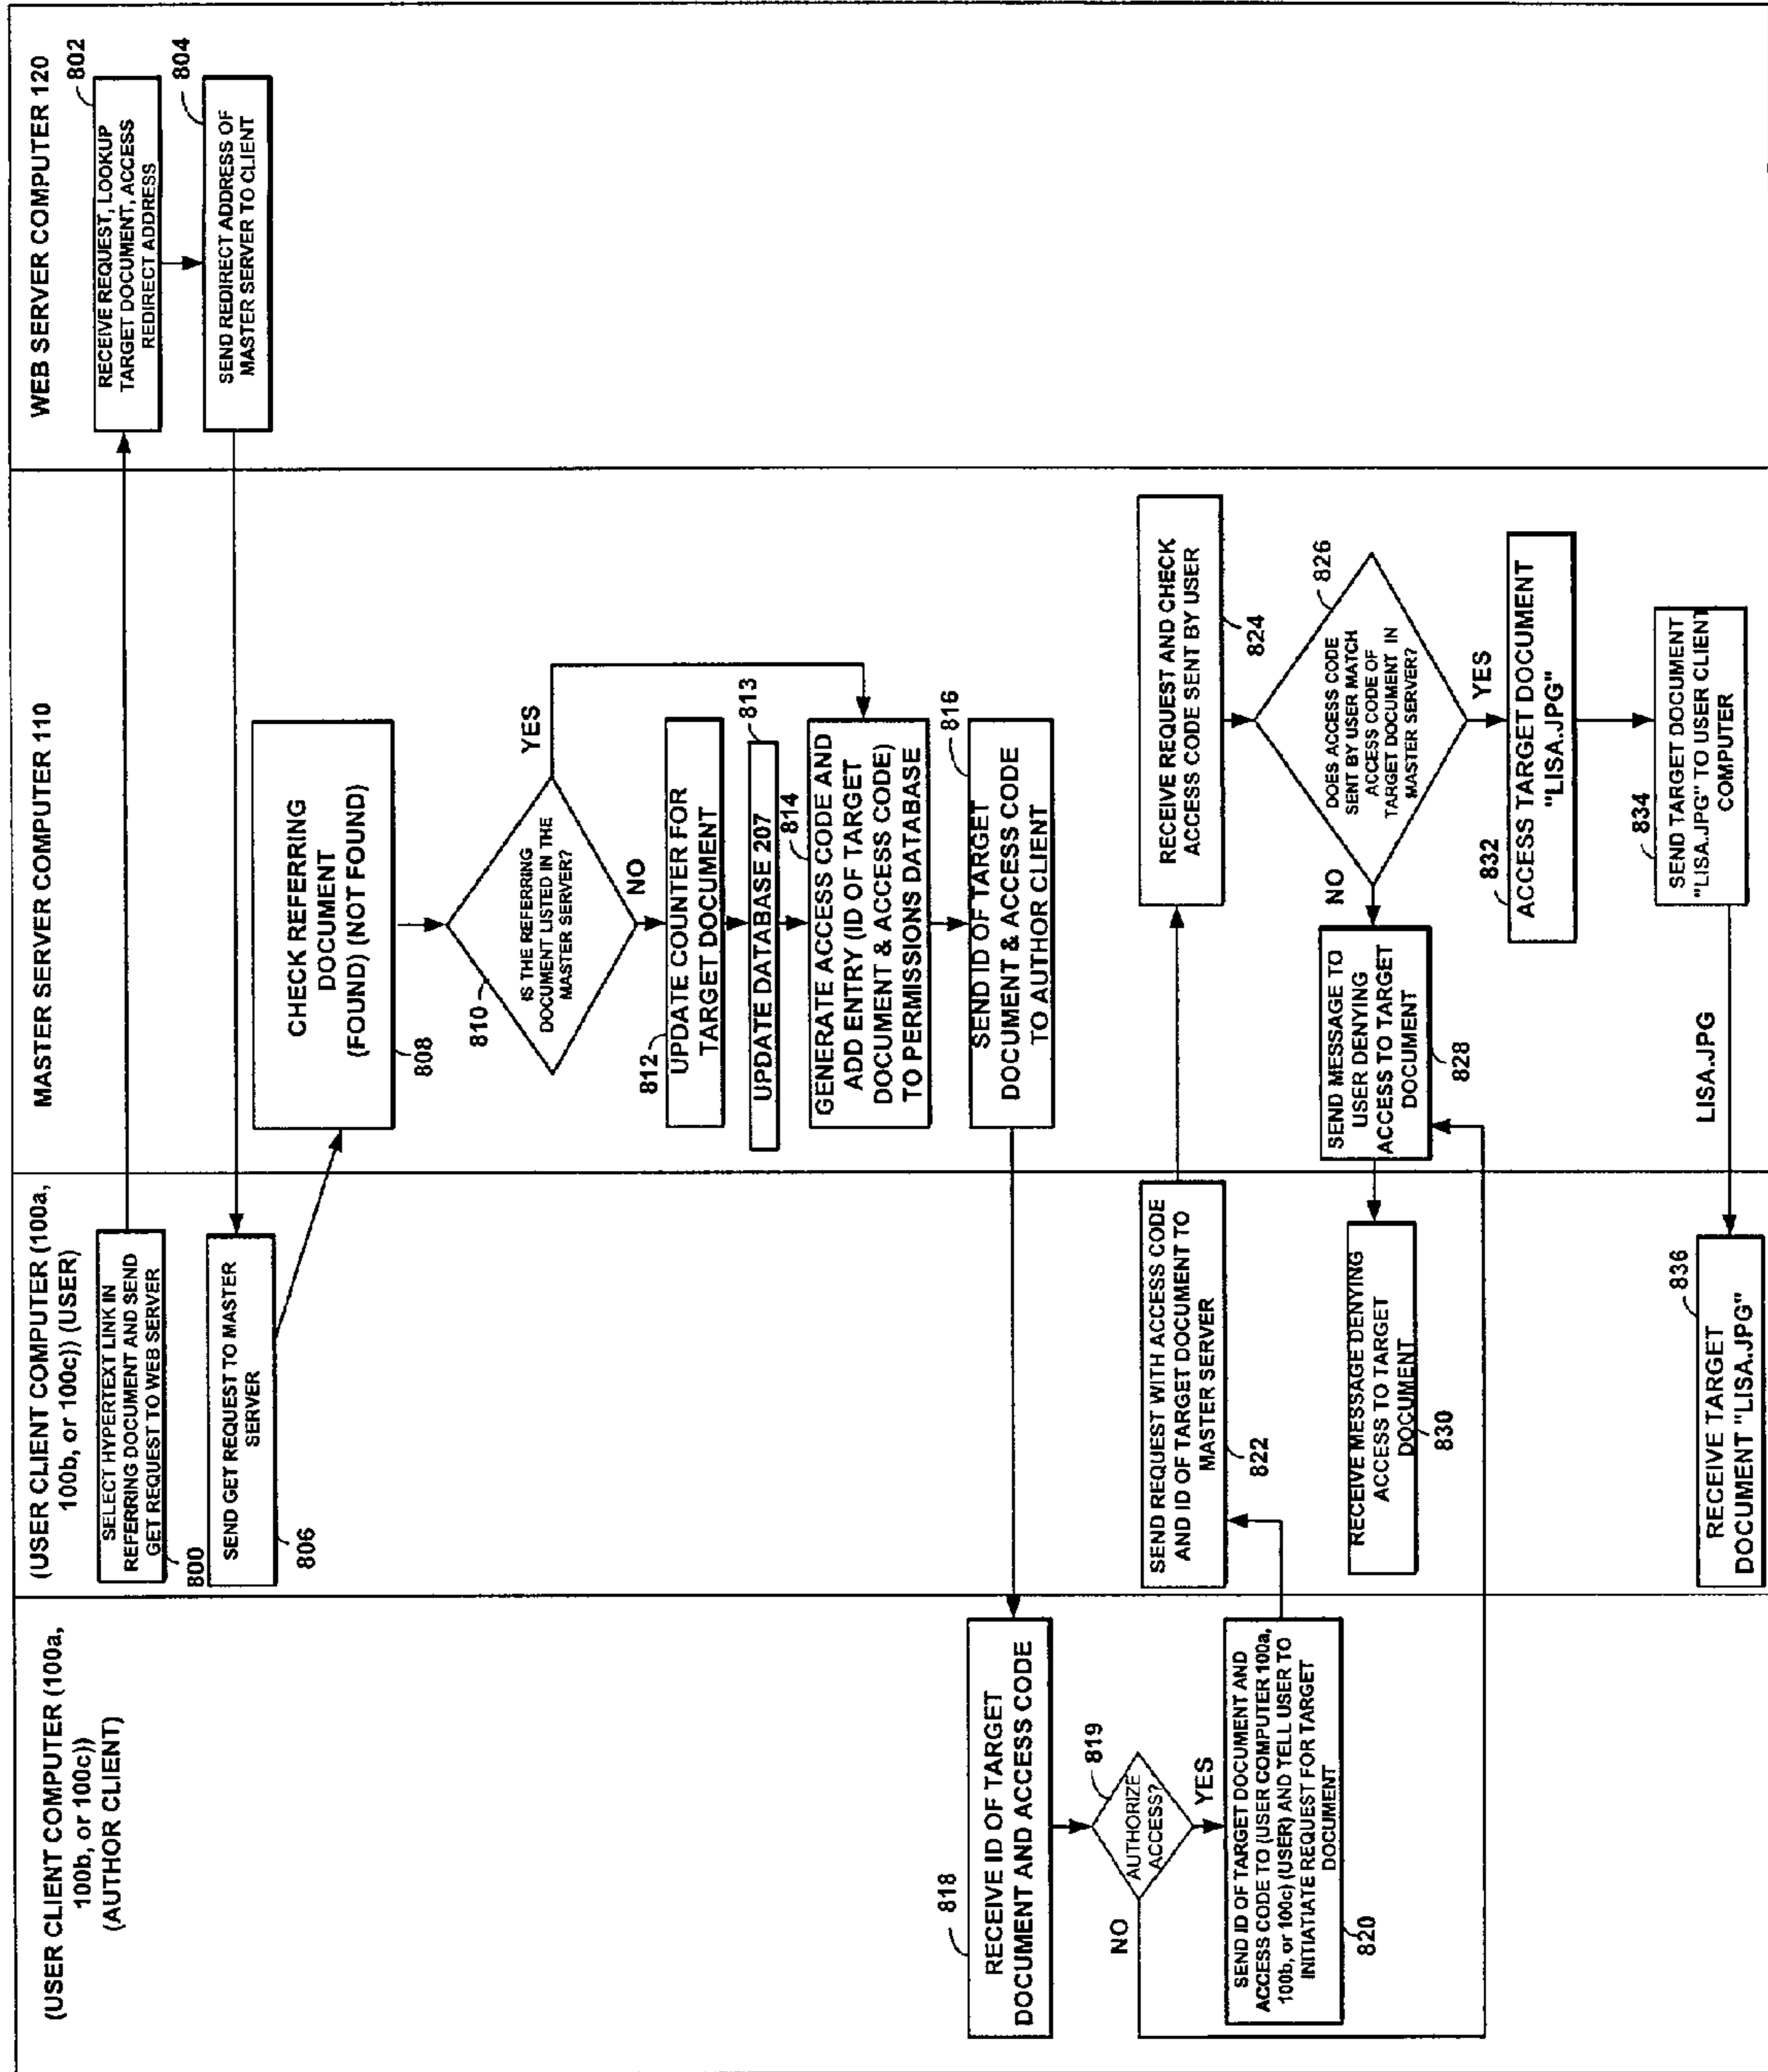 (USER CLIENT COMPUTER (100a,
100b, or 100c))
(AUTHOR CLIENT)
(USER CLIENT COMPUTER (100a,
100b, or 100c)) (USER)
MASTER SERVER COMPUTER 110
WEB SERVER COMPUTER 120
SELECT HYPERTEXT LINK IN
REFERRING DOCUMENT AND SEND
GET REQUEST TO WEB SERVER
800
RECEIVE REQUEST, LOOKUP
TARGET DOCUMENT, ACCESS
REDIRECT ADDRESS
802
SEND REDIRECT ADDRESS OF
MASTER SERVER TO CLIENT
804
SEND GET REQUEST TO MASTER
SERVER
806
CHECK REFERRING
DOCUMENT
(FOUND) (NOT FOUND)
808
810
IS THE REFERRING
DOCUMENT LISTED IN THE
MASTER SERVER?
YES
NO
812
UPDATE COUNTER FOR
TARGET DOCUMENT
UPDATE DATABASE 207
813
814
GENERATE ACCESS CODE AND
ADD ENTRY (ID OF TARGET
DOCUMENT & ACCESS CODE)
TO PERMISSIONS DATABASE
816
SEND ID OF TARGET
DOCUMENT & ACCESS CODE
TO AUTHOR CLIENT
818
RECEIVE ID OF TARGET
DOCUMENT AND ACCESS CODE
819
AUTHORIZE
ACCESS?
NO
YES
SEND ID OF TARGET DOCUMENT AND
ACCESS CODE TO (USER COMPUTER 100a,
100b, or 100c) (USER) AND TELL USER TO
INITIATIATE REQUEST FOR TARGET
DOCUMENT
820
SEND REQUEST WITH ACCESS CODE
AND ID OF TARGET DOCUMENT TO
MASTER SERVER
822
RECEIVE REQUEST AND CHECK
ACCESS CODE SENT BY USER
824
826
DOES ACCESS CODE
SENT BY USER MATCH
ACCESS CODE OF
TARGET DOCUMENT IN
MASTER SERVER?
NO
YES
SEND MESSAGE TO
USER DENYING
ACCESS TO TARGET
DOCUMENT
828
RECEIVE MESSAGE DENYING
ACCESS TO TARGET
DOCUMENT
830
832
ACCESS TARGET DOCUMENT
"LISA.JPG"
834
SEND TARGET DOCUMENT
"LISA.JPG" TO USER CLIENT
COMPUTER
LISA.JPG
836
RECEIVE TARGET
DOCUMENT "LISA.JPG"